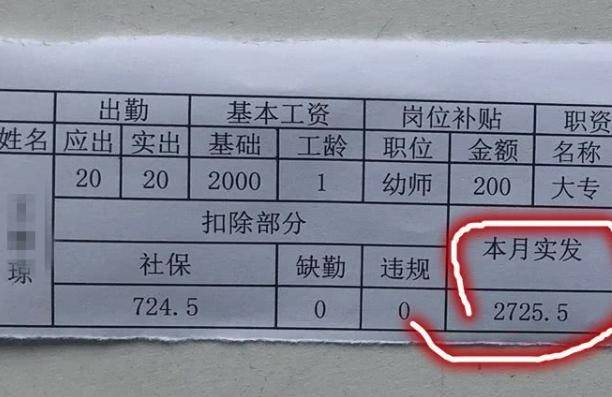 出勤 基本工资 岗位补贴 职资
姓名 应出 实出 基础 工龄 职位 金额 名称
20 20 2000 1 幼师 200 大专
扣除部分 本月实发
琼 社保 缺勤 违规
724.5 0 0 2725.5